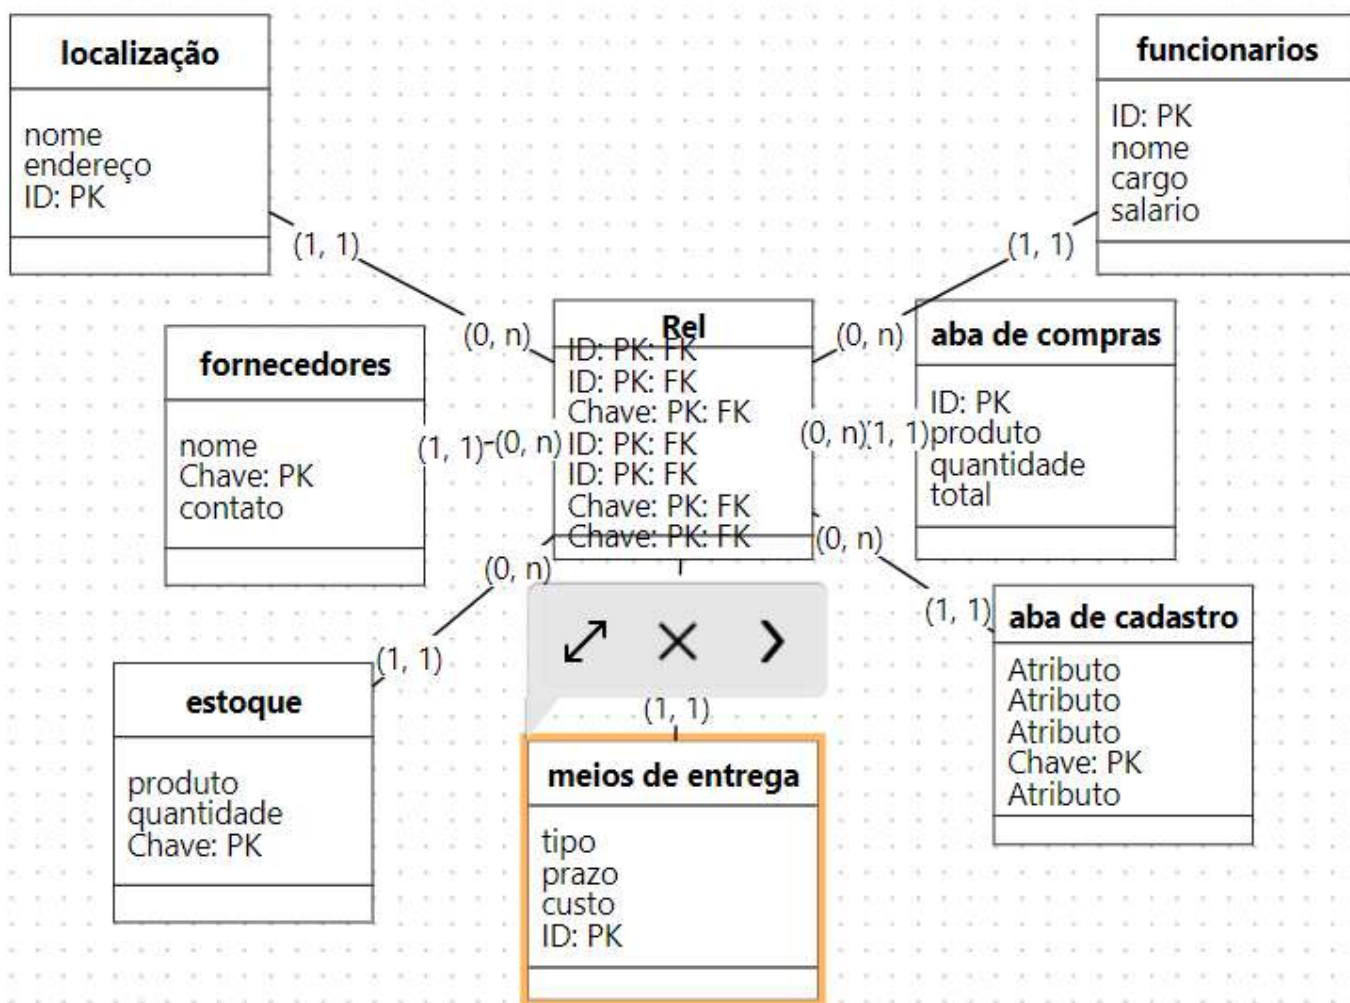 localização
nome
endereço
ID: PK
(1, 1)
(0, n)
funcionarios
ID: PK
nome
cargo
salario
(1, 1)
(0, n)
fornecedores
nome
Chave: PK
contato
(1, 1)
(0, n)
Rel
ID: PK: FK
ID: PK: FK
Chave: PK: FK
ID: PK: FK
ID: PK: FK
Chave: PK: FK
Chave: PK: FK
(0, n)
(1, 1)
aba de compras
ID: PK
produto
quantidade
total
(0, n)
(1, 1)
estoque
produto
quantidade
Chave: PK
(0, n)
(1, 1)
aba de cadastro
Atributo
Atributo
Atributo
Chave: PK
Atributo
(1, 1)
meios de entrega
tipo
prazo
custo
ID: PK